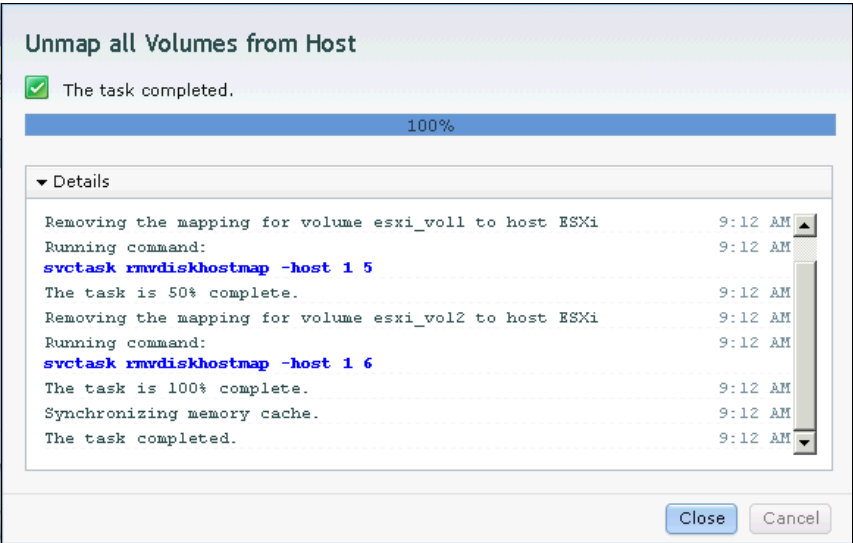 Unmap all Volumes from Host
The task completed.
100%
Details
Removing the mapping for volume esxi_vol1 to host ESXi 9:12 AM
Running command: 9:12 AM
svctask rmvdiskhostmap -host 1 5
The task is 50% complete. 9:12 AM
Removing the mapping for volume esxi_vol2 to host ESXi 9:12 AM
Running command: 9:12 AM
svctask rmvdiskhostmap -host 1 6
The task is 100% complete. 9:12 AM
Synchronizing memory cache. 9:12 AM
The task completed. 9:12 AM
Close Cancel